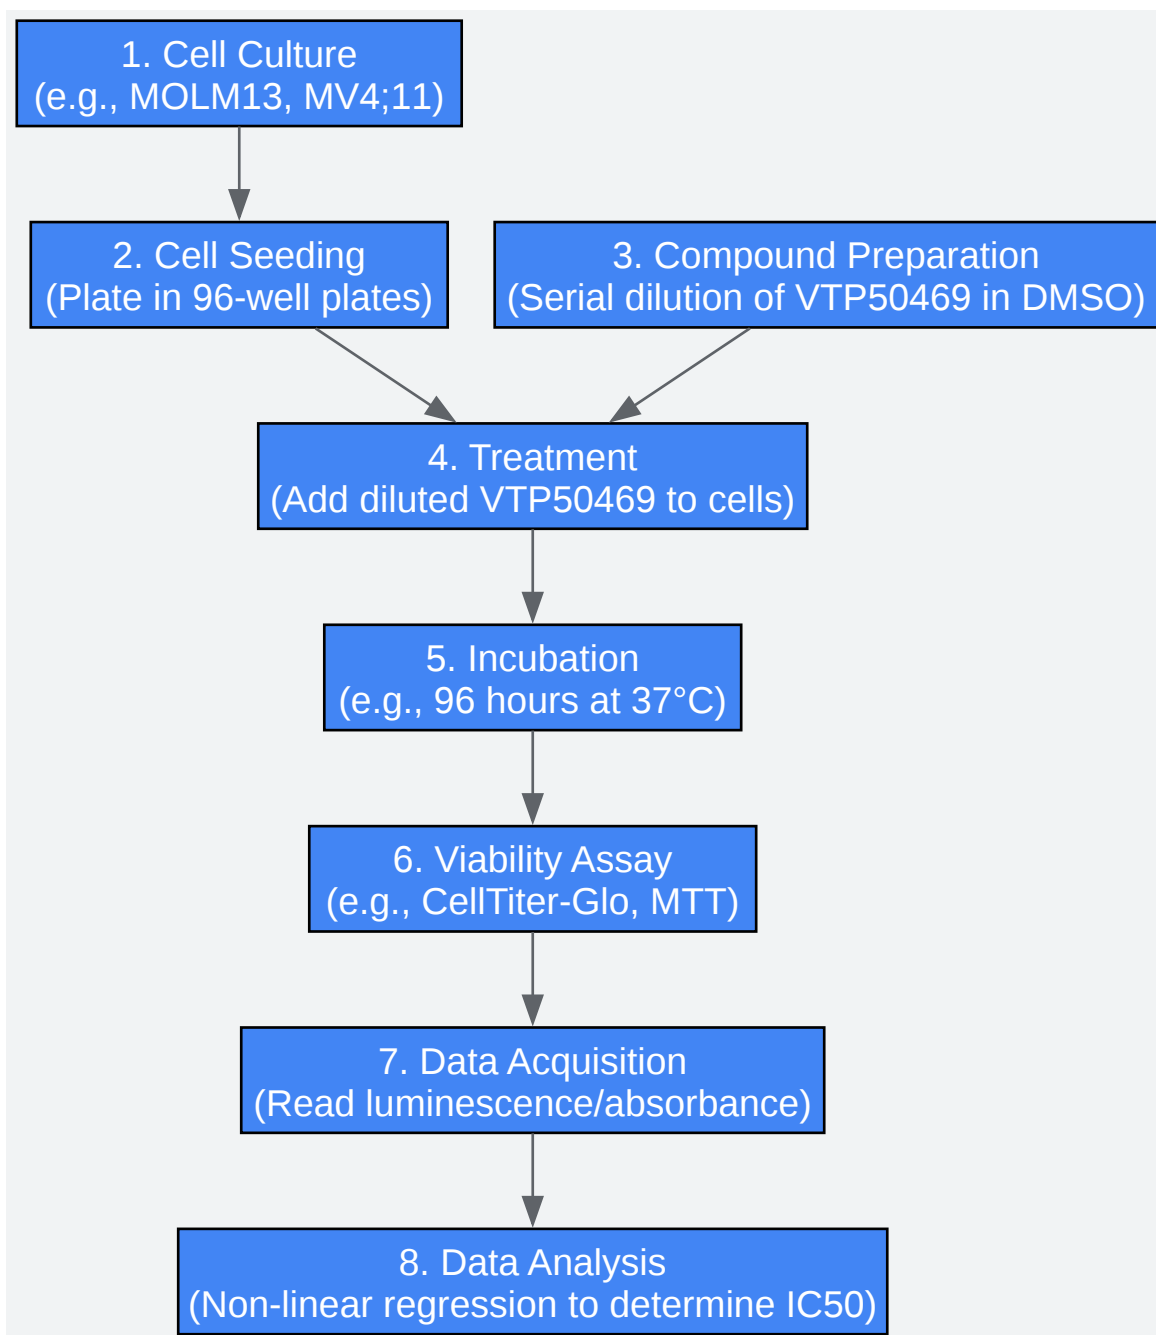 1. Cell Culture
(e.g., MOLM13, MV4;11)
2. Cell Seeding
(Plate in 96-well plates)
3. Compound Preparation
(Serial dilution of VTP50469 in DMSO)
4. Treatment
(Add diluted VTP50469 to cells)
5. Incubation
(e.g., 96 hours at 37°C)
6. Viability Assay
(e.g., CellTiter-Glo, MTT)
7. Data Acquisition
(Read luminescence/absorbance)
8. Data Analysis
(Non-linear regression to determine IC50)